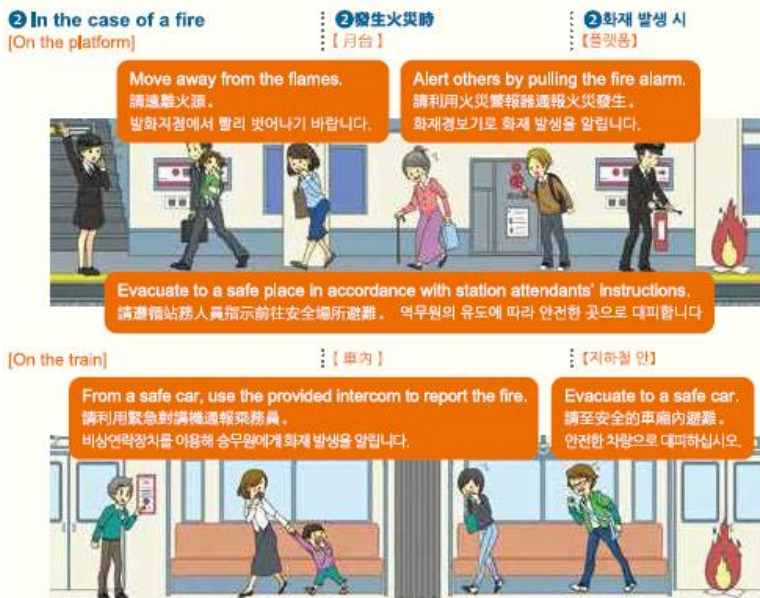 ❷ In the case of a fire
❷發生火災時
❷화재 발생 시
[On the platform]
【 月台 】
【플랫폼】
Move away from the flames.
請遠離火源。
발화지점에서 빨리 벗어나기 바랍니다.
Alert others by pulling the fire alarm.
請利用火災警報器通報火災發生。
화재경보기로 화재 발생을 알립니다.
Evacuate to a safe place in accordance with station attendants' instructions.
請遵循站務人員指示前往安全場所避難。 역무원의 유도에 따라 안전한 곳으로 대피합니다
[On the train]
【 車內 】
【지하철 안】
From a safe car, use the provided intercom to report the fire.
請利用緊急對講機通報乘務員。
비상연락장치를 이용해 승무원에게 화재 발생을 알립니다.
Evacuate to a safe car.
請至安全的車廂內避難。
안전한 차량으로 대피하십시오.